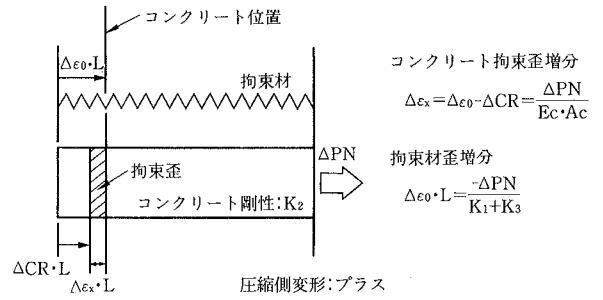 コンクリート位置
Δε₀·L
拘束材
ΔPN
拘束歪
コンクリート剛性:K₂
ΔCR·L
Δεₓ·L
圧縮側変形:プラス
コンクリート拘束歪増分
Δεₓ=Δε₀-ΔCR=ΔPN/Ec·Ac
拘束材歪増分
Δε₀·L=-ΔPN/K₁+K₃